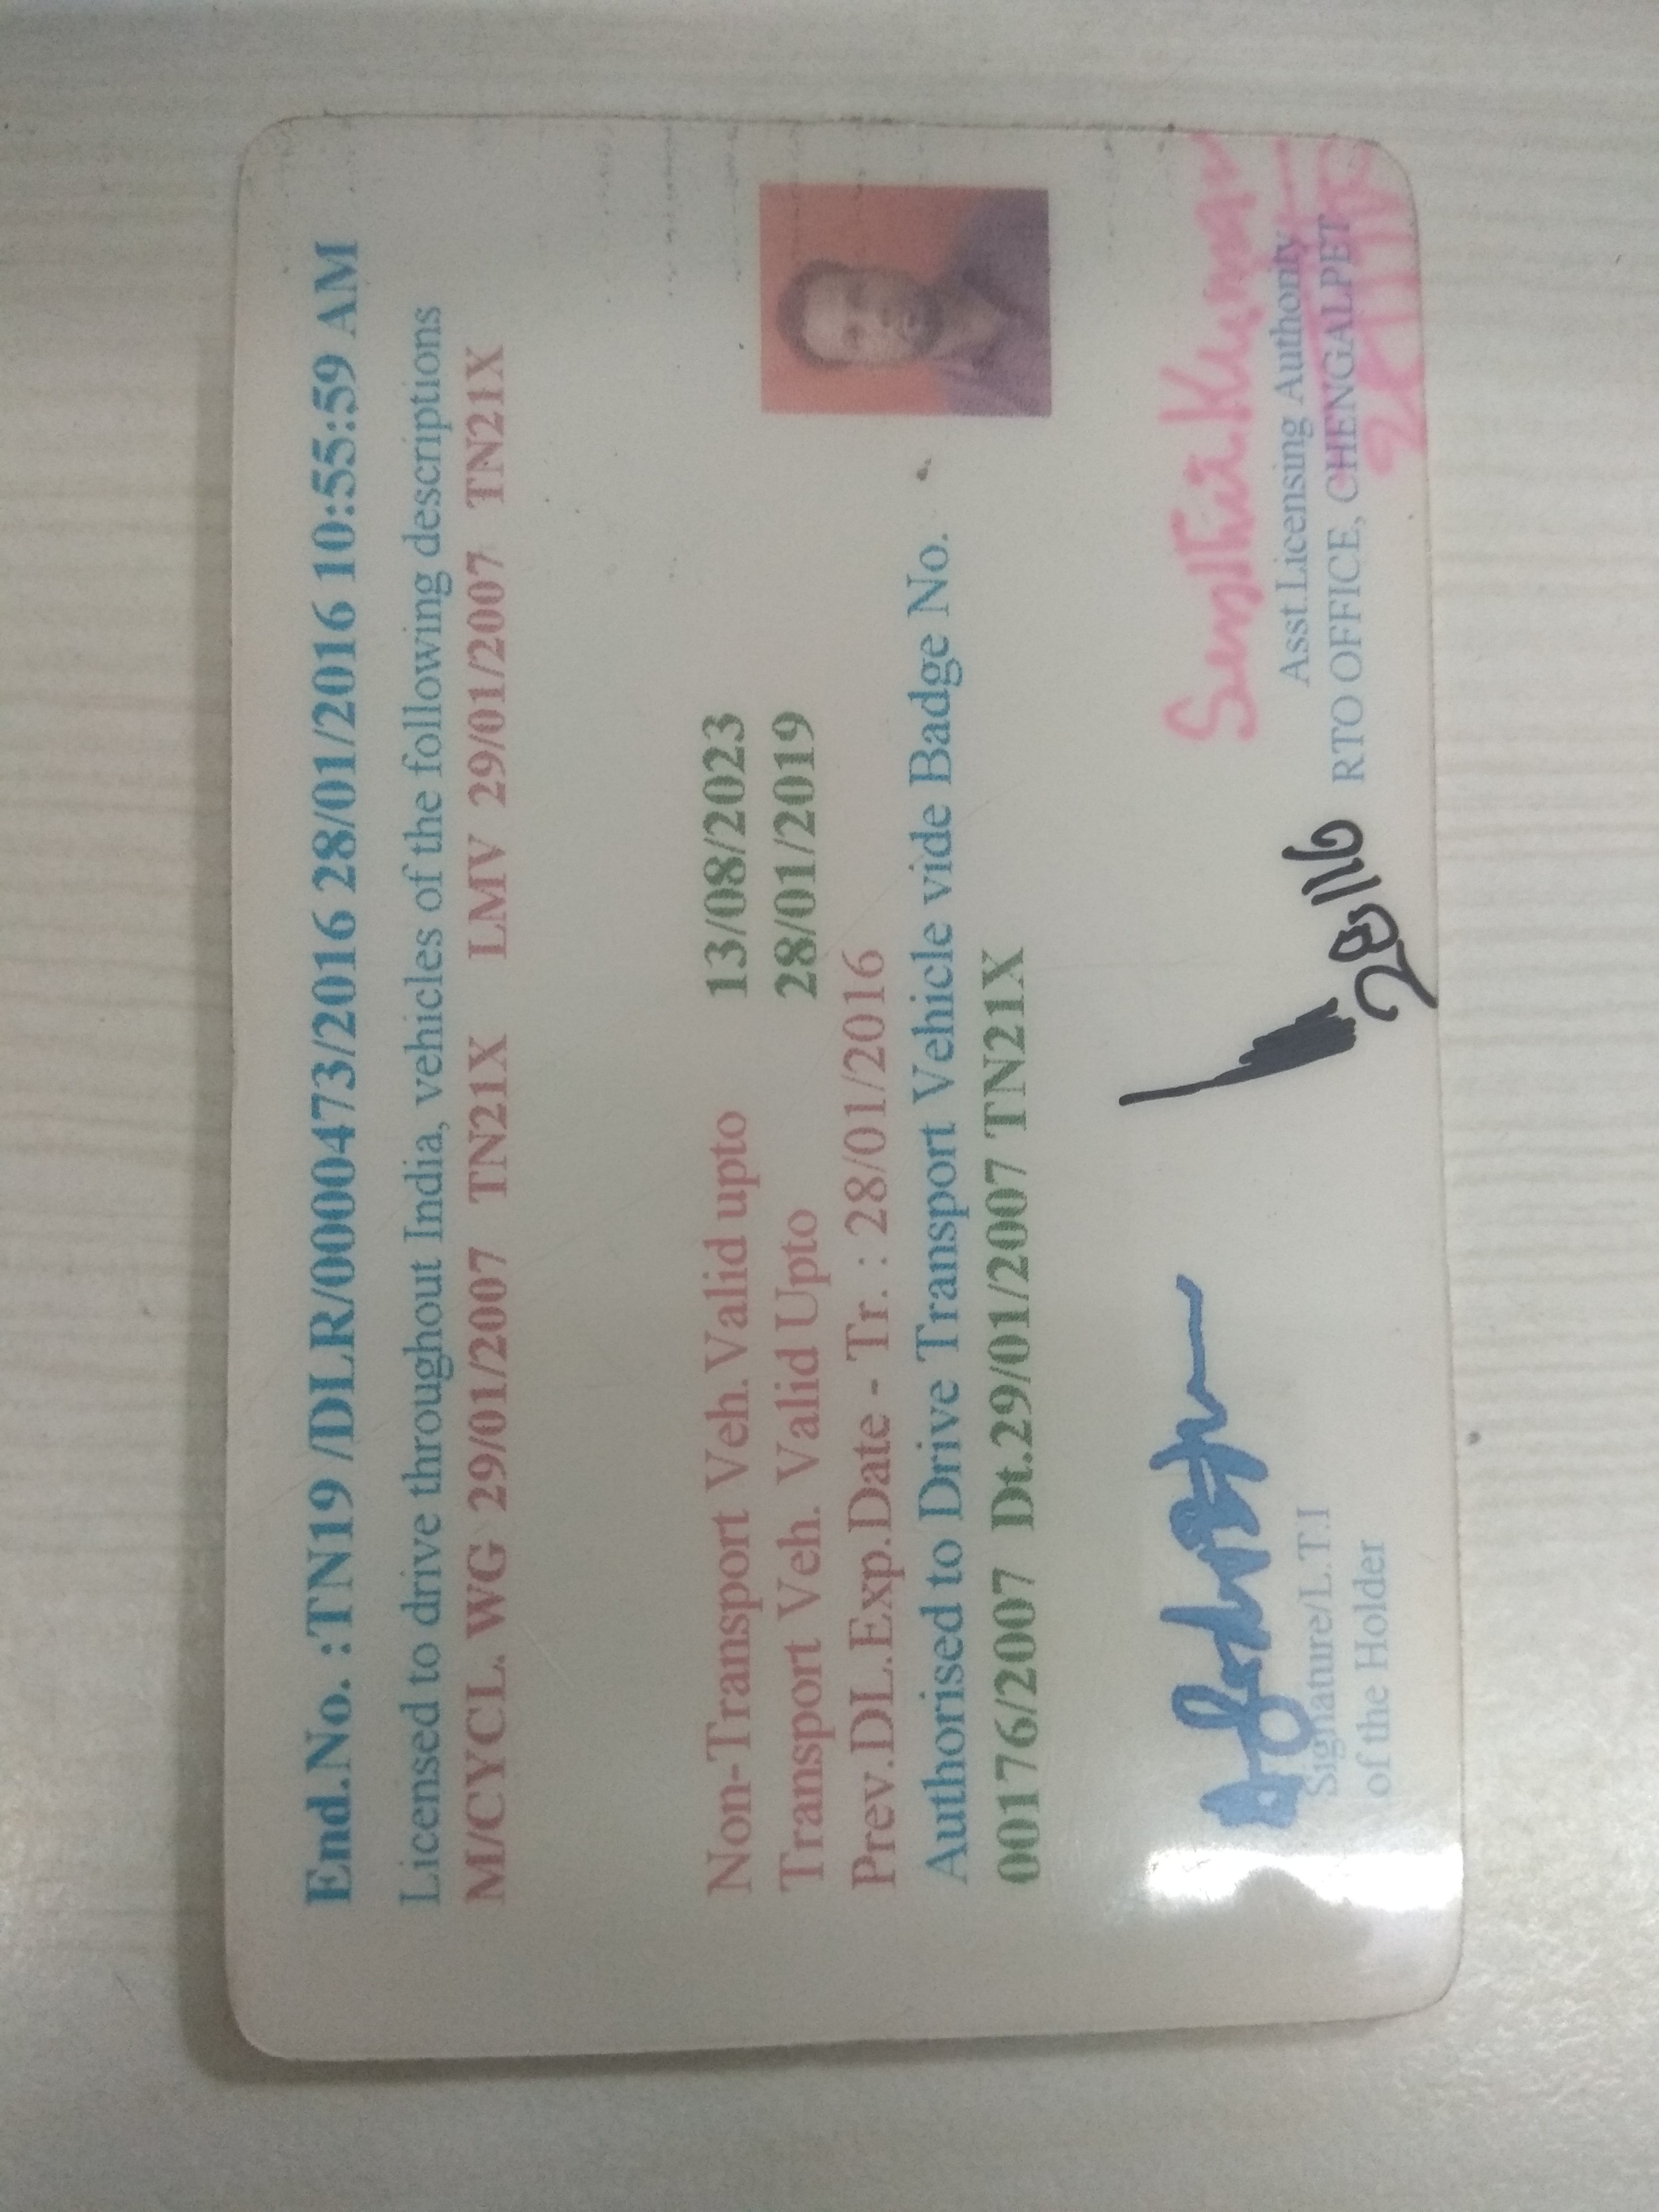 End.No. :TN19 /DLR/0000473/2016 28/01/2016 10:55:59 AM
Licensed to drive throughout India, vehicles of the following descriptions
M/CYCL. WG 29/01/2007 TN21X LMV 29/01/2007 TN21X
Non-Transport Veh.Valid upto 13/08/2023
Transport Veh. Valid Upto 28/01/2019
Prev.DL.Exp.Date - Tr. : 28/01/2016
Authorised to Drive Transport Vehicle vide Badge No.
00176/2007 Dt.29/01/2007 TN21X
28/1/16
Signature/L.T.I
of the Holder
Asst.Licensing Authority
RTO OFFICE, CHENGALPET